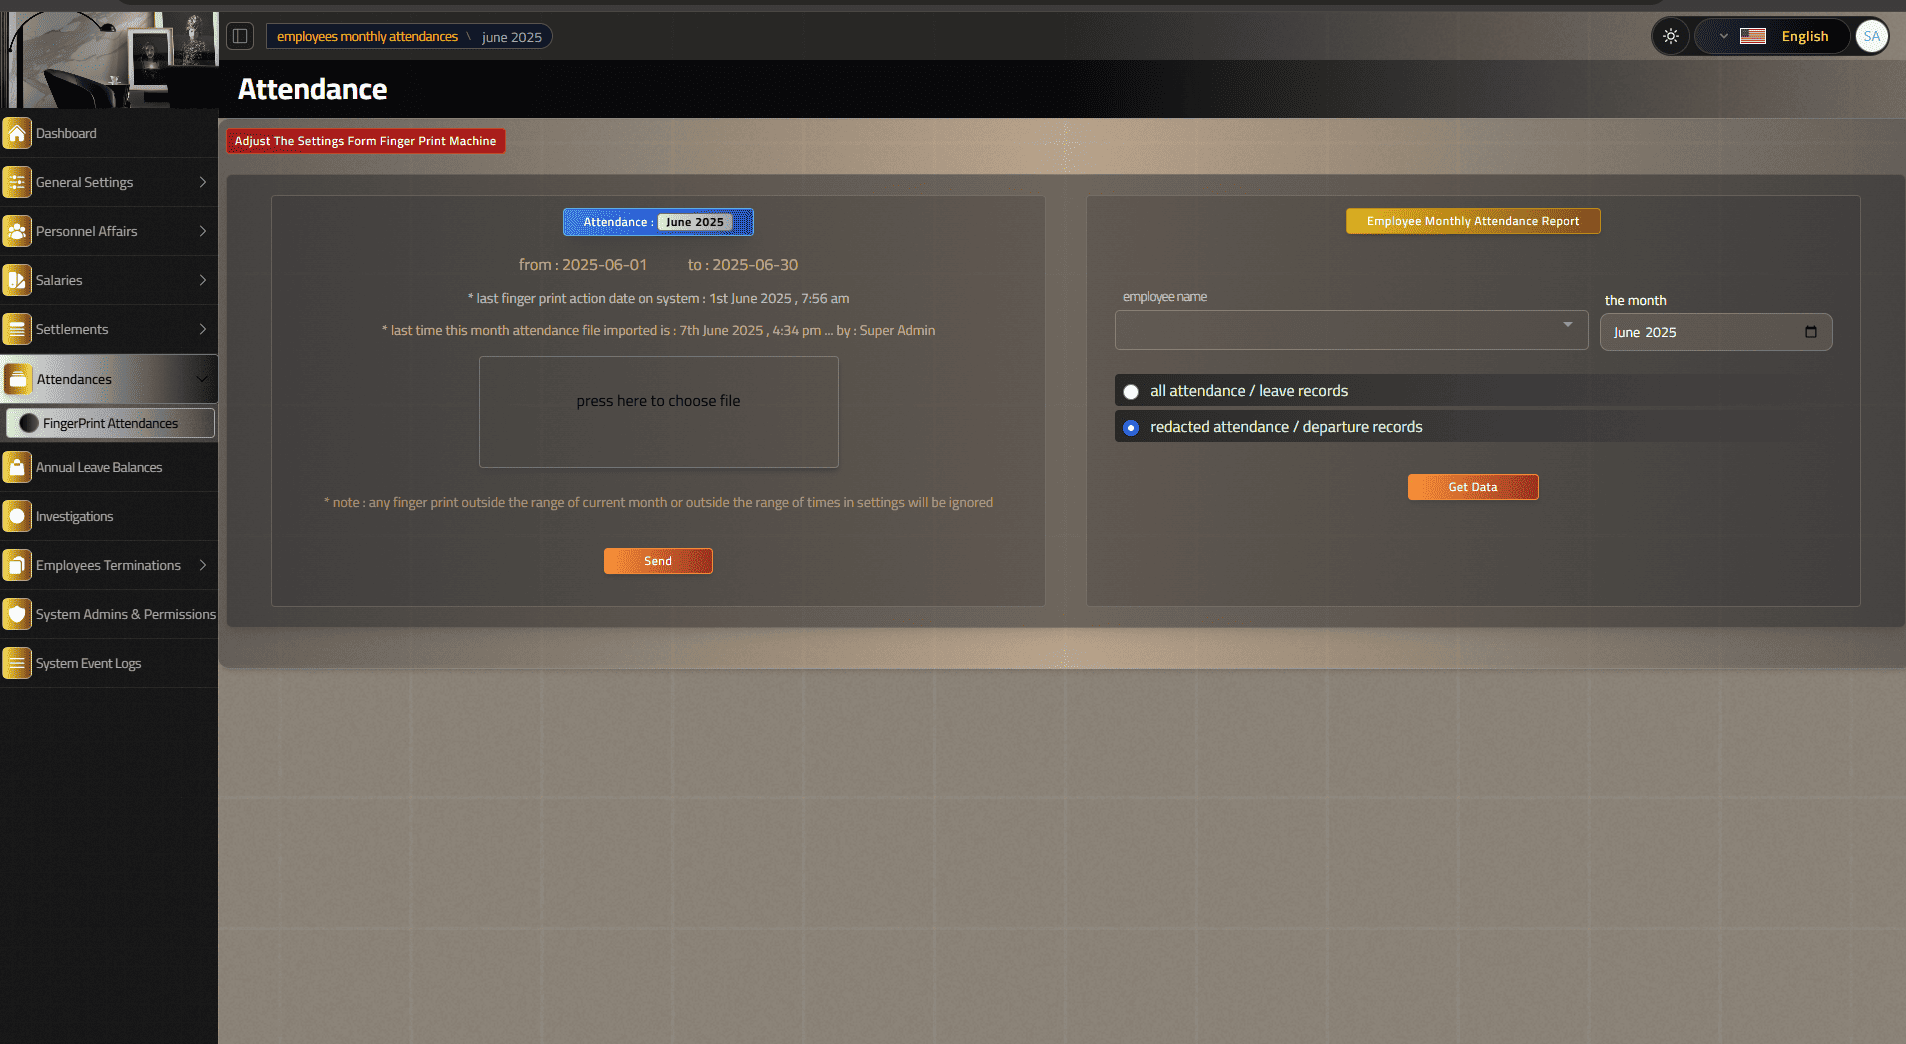 employees monthly attendances \ june 2025
English
SA
Attendance
Dashboard
General Settings
Personnel Affairs
Salaries
Settlements
Attendances
FingerPrint Attendances
Annual Leave Balances
Investigations
Employees Terminations
System Admins & Permissions
System Event Logs
Adjust The Settings Form Finger Print Machine
Attendance : June 2025
from : 2025-06-01 to : 2025-06-30
* last finger print action date on system : 1st June 2025 , 7:56 am
* last time this month attendance file imported is : 7th June 2025 , 4:34 pm ... by : Super Admin
press here to choose file
* note : any finger print outside the range of current month or outside the range of times in settings will be ignored
Send
Employee Monthly Attendance Report
employee name
the month
June 2025
all attendance / leave records
redacted attendance / departure records
Get Data